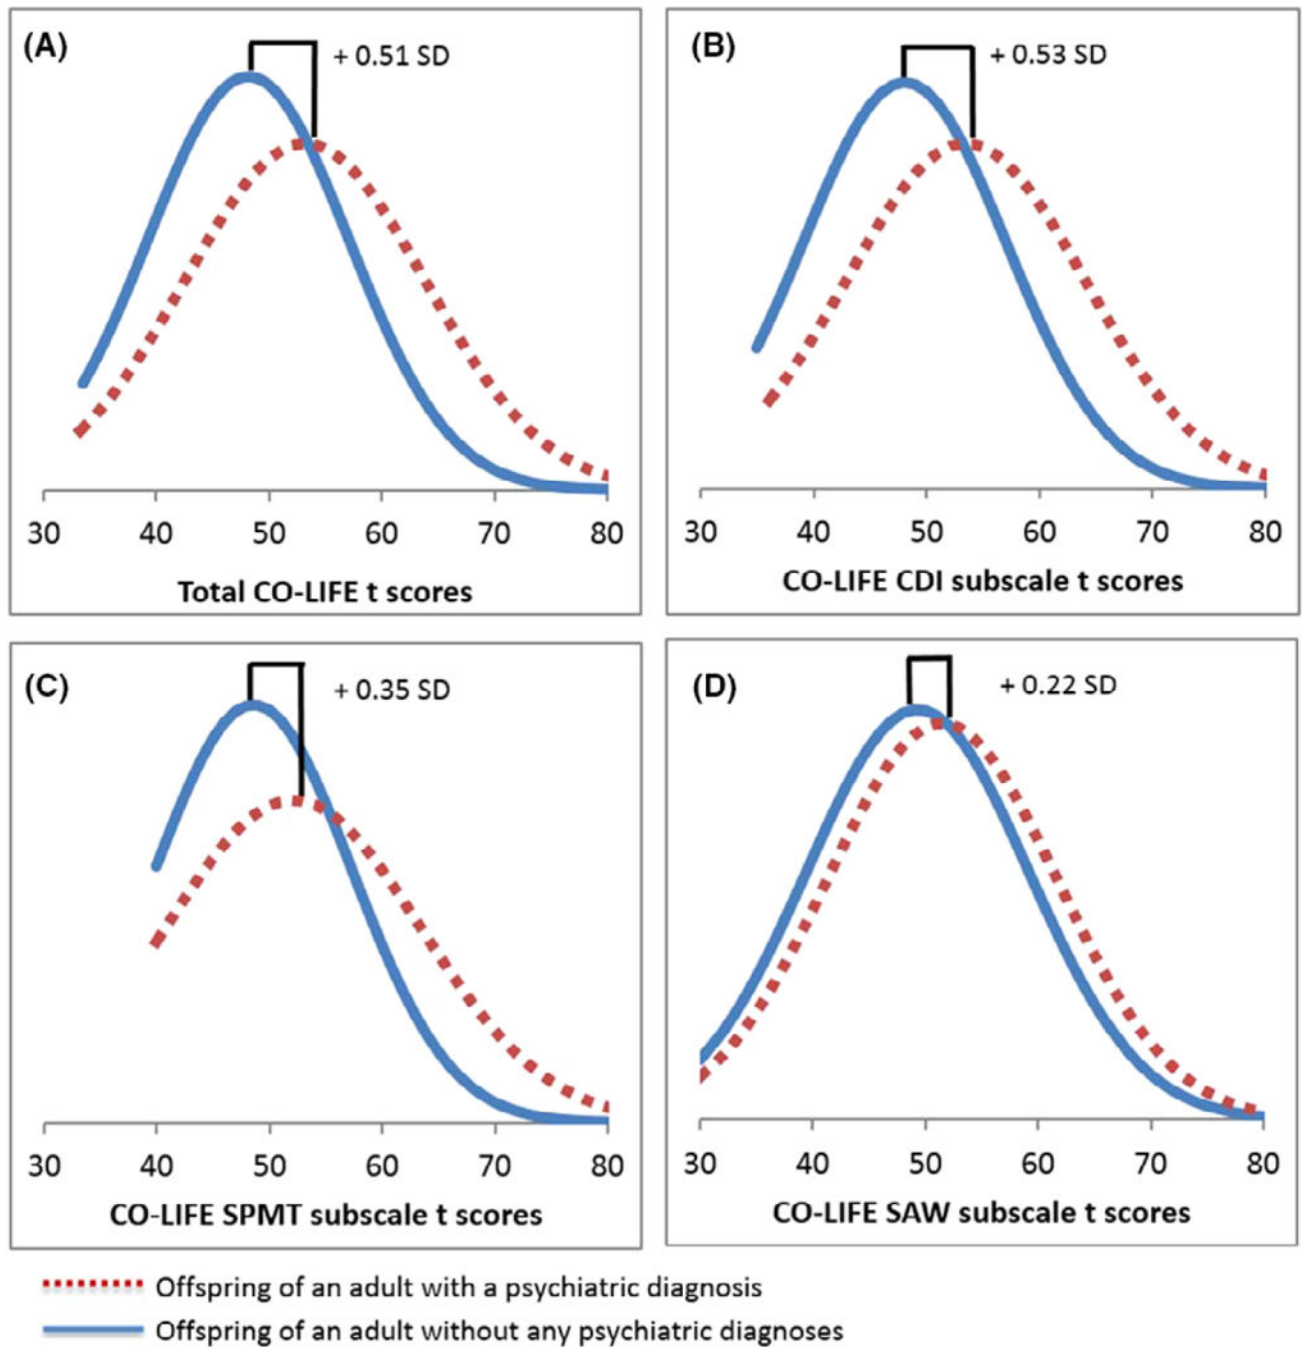 (A)
+ 0.51 SD
30 40 50 60 70 80
Total CO-LIFE t scores
(B)
+ 0.53 SD
30 40 50 60 70 80
CO-LIFE CDI subscale t scores
(C)
+ 0.35 SD
30 40 50 60 70 80
CO-LIFE SPMT subscale t scores
(D)
+ 0.22 SD
30 40 50 60 70 80
CO-LIFE SAW subscale t scores
Offspring of an adult with a psychiatric diagnosis
Offspring of an adult without any psychiatric diagnoses